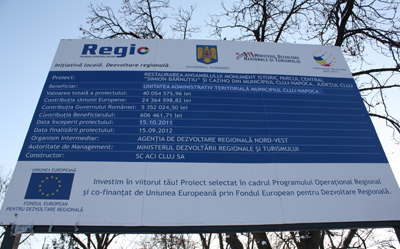 Regio
GUVERNUL ROMÂNIEI
MINISTERUL DEZVOLTĂRII
REGIONALE ȘI TURISMULUI
Inițiativă locală. Dezvoltare regională.
Proiect: RESTAURAREA ANSAMBLULUI MONUMENT ISTORIC PARCUL CENTRAL
"SIMION BĂRNUȚIU" ȘI CAZINO DIN MUNICIPIUL CLUJ-NAPOCA, JUDEȚUL CLUJ
Beneficiar: UNITATEA ADMINISTRATIV TERITORIALĂ MUNICIPIUL CLUJ-NAPOCA
Valoarea totală a proiectului: 40 054 575,96 lei
Contribuția Uniunii Europene: 24 364 598,82 lei
Contribuția Guvernului României: 5 352 024,50 lei
Contribuția Beneficiarului: 606 461,71 lei
Data începerii proiectului: 15.10.2011
Data finalizării proiectului: 15.09.2012
Organism Intermediar: AGENȚIA DE DEZVOLTARE REGIONALĂ NORD-VEST
Autoritatea de Management: MINISTERUL DEZVOLTĂRII REGIONALE ȘI TURISMULUI
Constructor: SC ACI CLUJ SA
UNIUNEA EUROPEANĂ
FONDUL EUROPEAN
PENTRU DEZVOLTARE REGIONALĂ
Investim în viitorul tău! Proiect selectat în cadrul Programului Operațional Regional
și co-finanțat de Uniunea Europeană prin Fondul European pentru Dezvoltare Regională.